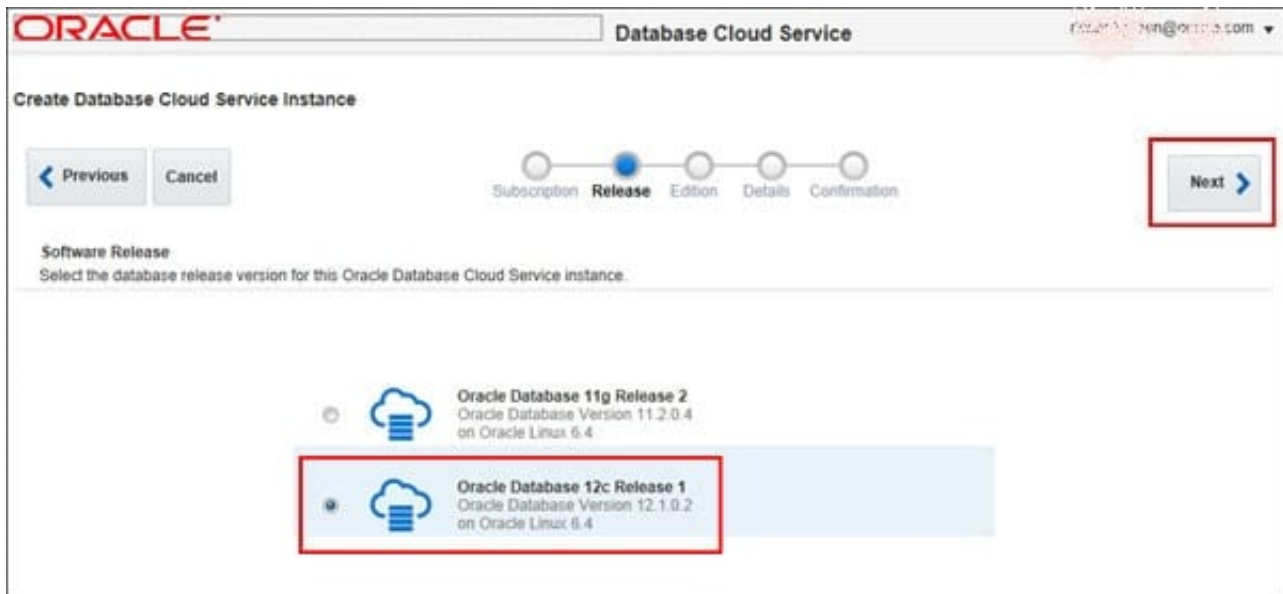 ORACLE'
Database Cloud Service
Create Database Cloud Service Instance
Previous
Cancel
Subscription
Release
Edition
Details
Confirmation
Next
Software Release
Select the database release version for this Oracle Database Cloud Service instance.
Oracle Database 11g Release 2
Oracle Database Version 11.2.0.4
on Oracle Linux 6.4
Oracle Database 12c Release 1
Oracle Database Version 12.1.0.2
on Oracle Linux 6.4